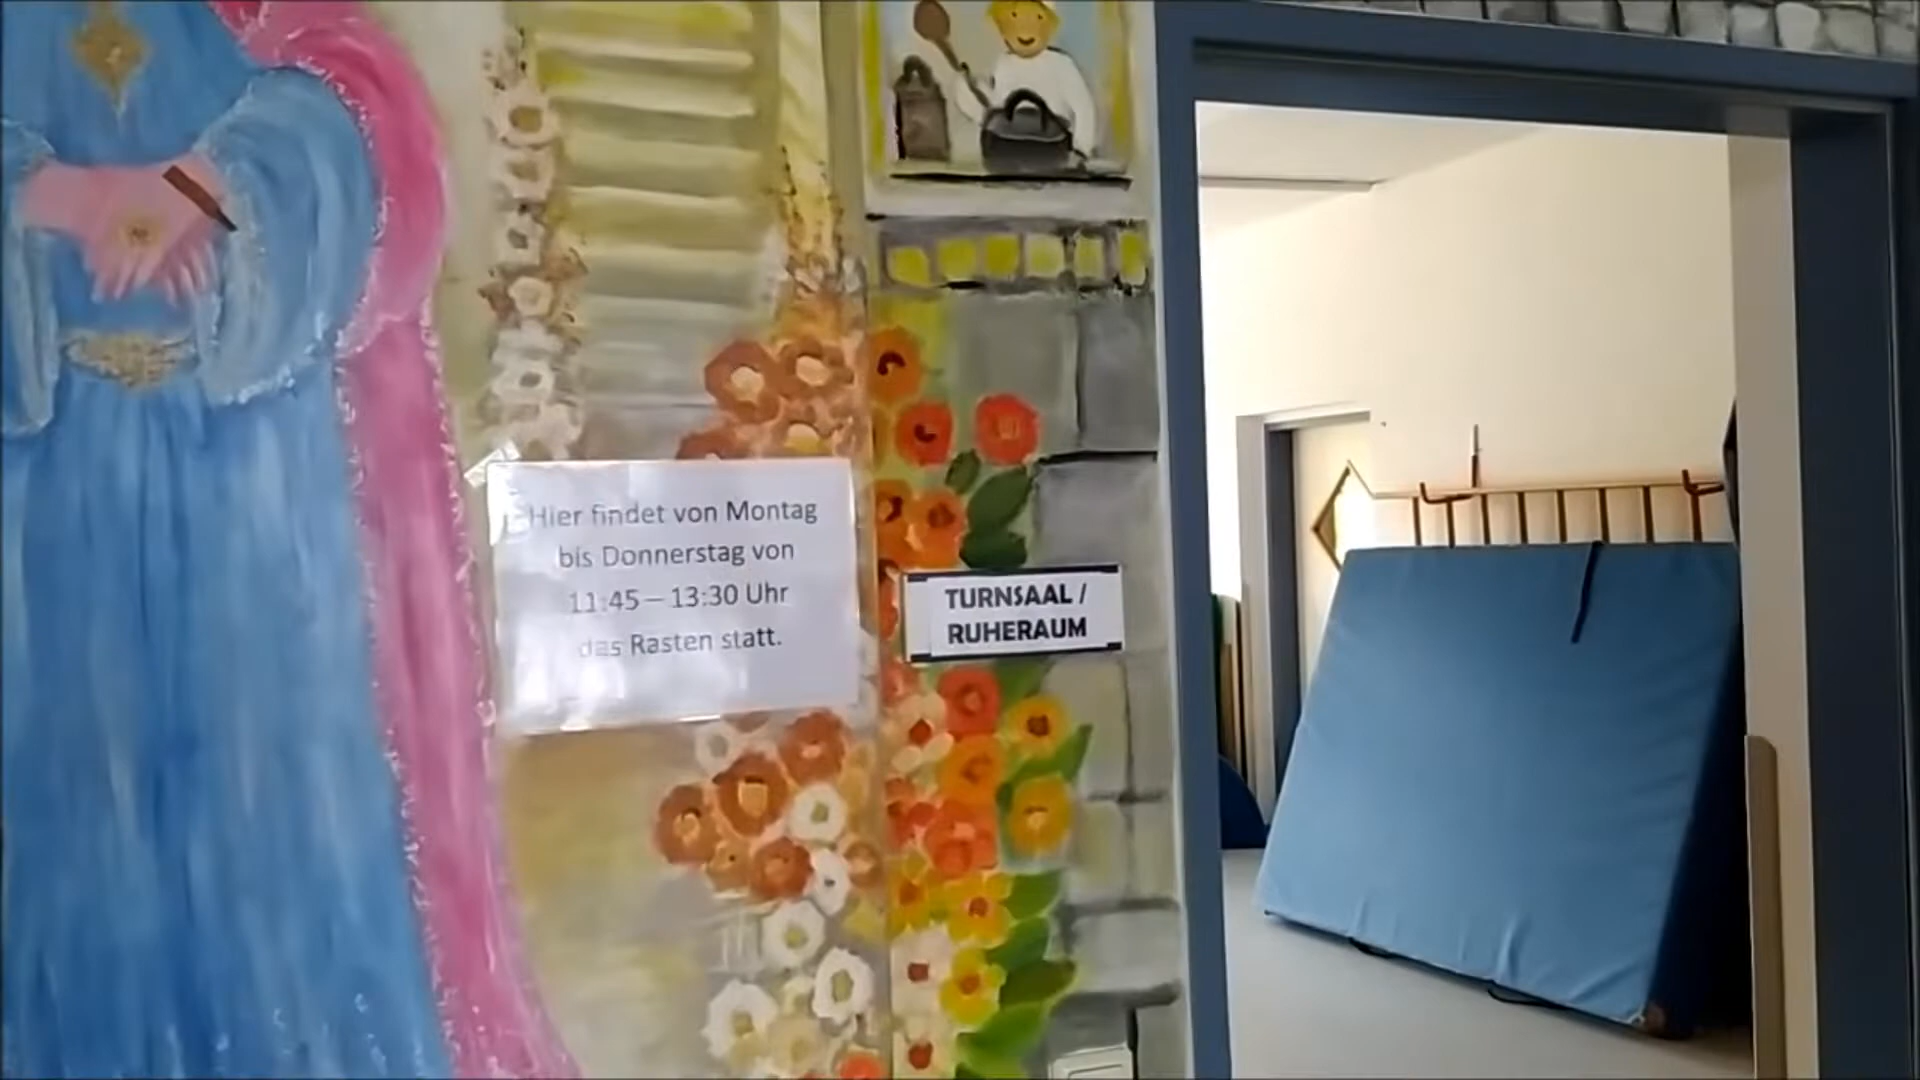 Hier findet von Montag
bis Donnerstag von
11:45 – 13:30 Uhr
das Rasten statt.
TURNSAAL /
RUHERAUM